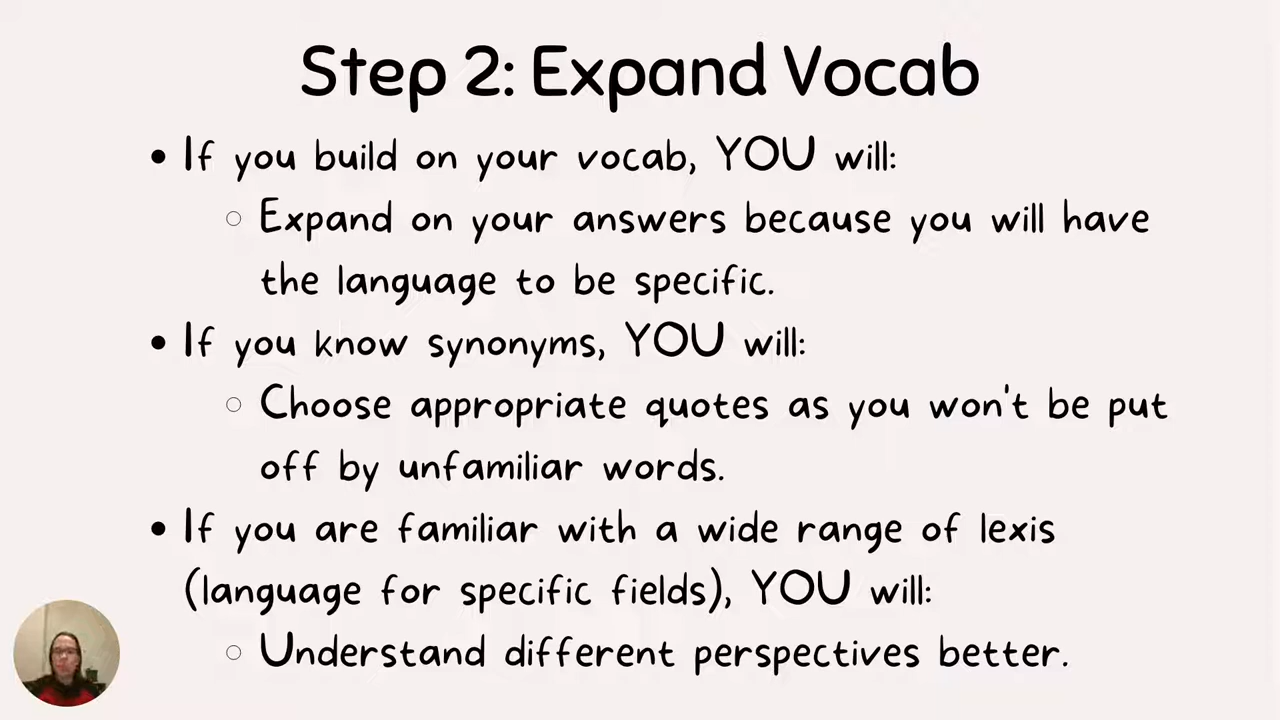 Step 2: Expand Vocab
• If you build on your vocab, YOU will:
○ Expand on your answers because you will have
the language to be specific.
• If you know synonyms, YOU will:
○ Choose appropriate quotes as you won't be put
off by unfamiliar words.
• If you are familiar with a wide range of lexis
(language for specific fields), YOU will:
○ Understand different perspectives better.